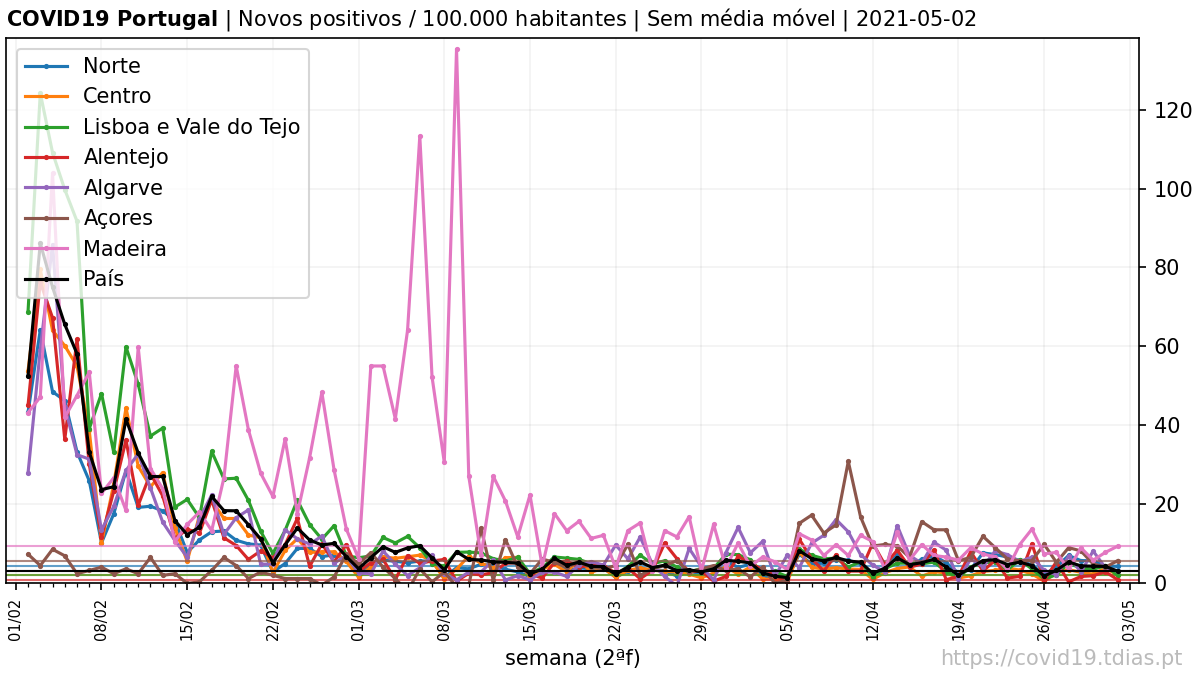 COVID19 Portugal | Novos positivos / 100.000 habitantes | Sem média móvel | 2021-05-02
Norte
Centro
Lisboa e Vale do Tejo
Alentejo
Algarve
Açores
Madeira
País
120
100
80
60
40
20
0
01/02 08/02 15/02 22/02 01/03 08/03 15/03 22/03 29/03 05/04 12/04 19/04 26/04 03/05
semana (2ªf)
https://covid19.tdias.pt